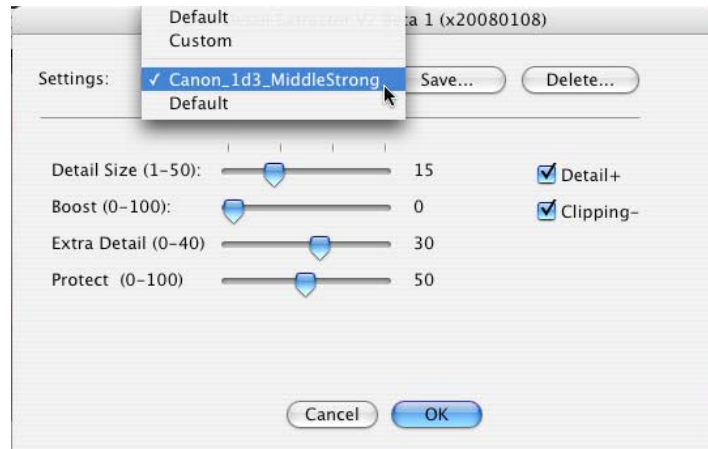 Default
Custom
✓ Canon_1d3_MiddleStrong
Default
Beta 1 (x20080108)
Settings:
Save...
Delete...
Detail Size (1-50): 15
Detail+
Boost (0-100): 0
Clipping-
Extra Detail (0-40) 30
Protect (0-100) 50
Cancel
OK